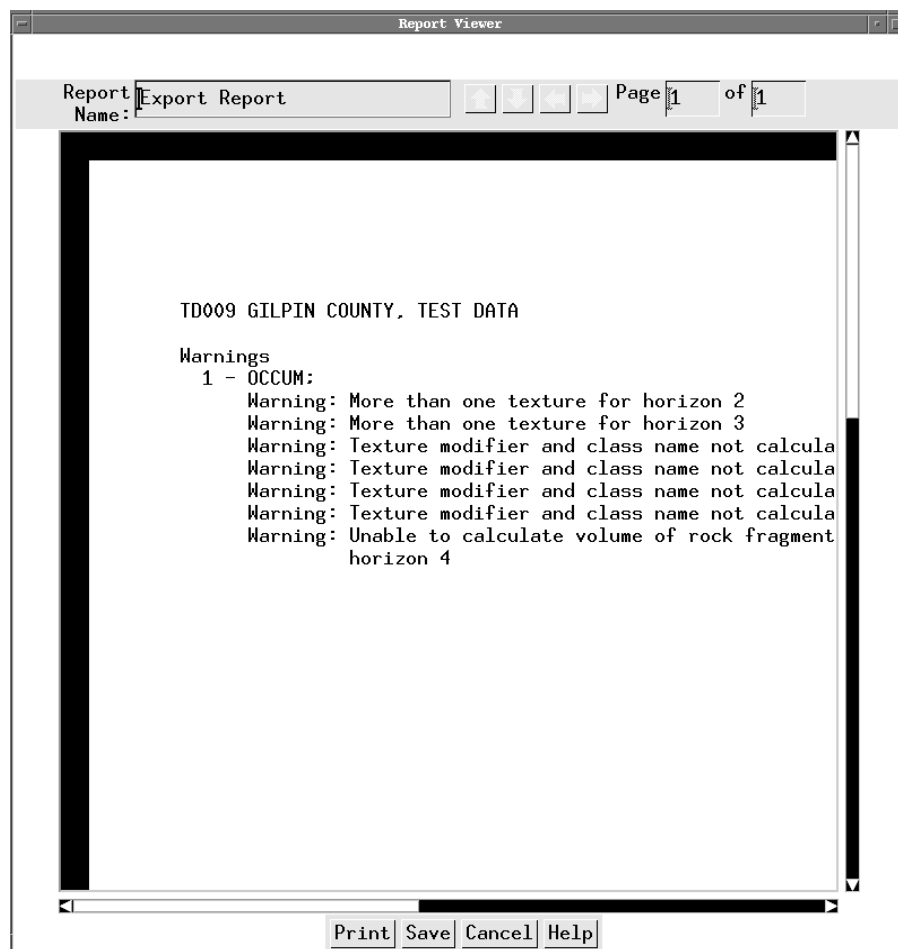 Report Viewer
Report Name: Export Report Page 1 of 1
TD009 GILPIN COUNTY, TEST DATA
Warnings
1 - OCCUM;
Warning: More than one texture for horizon 2
Warning: More than one texture for horizon 3
Warning: Texture modifier and class name not calcula
Warning: Texture modifier and class name not calcula
Warning: Texture modifier and class name not calcula
Warning: Texture modifier and class name not calcula
Warning: Unable to calculate volume of rock fragment
horizon 4
Print Save Cancel Help